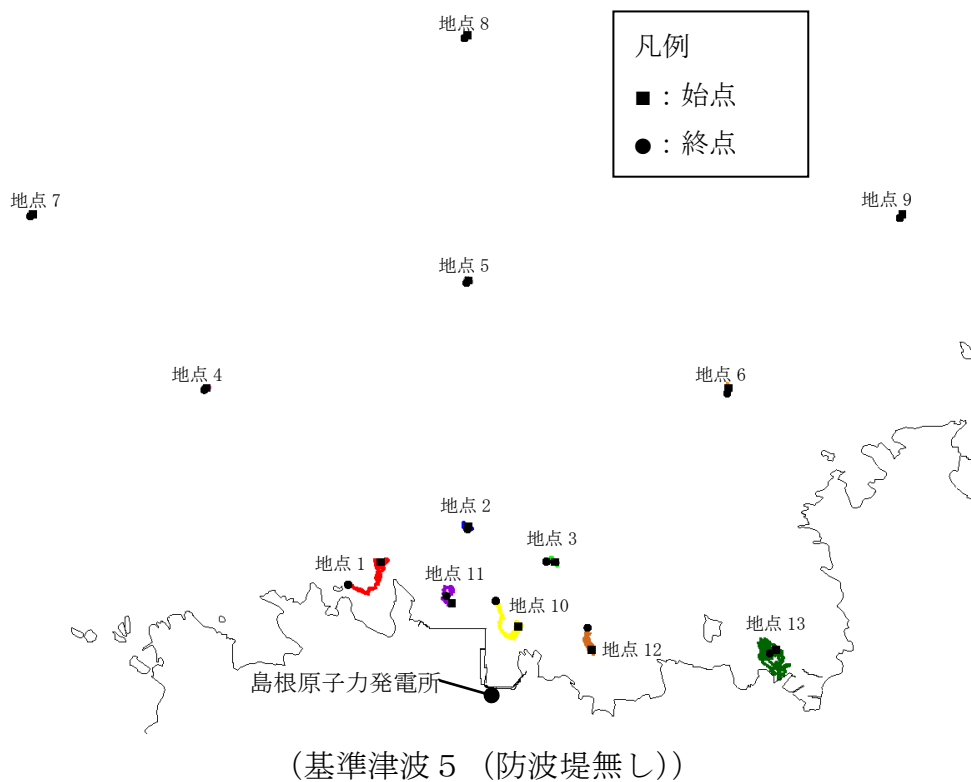 地点 8
凡例
■：始点
●：終点
地点 7
地点 9
地点 5
地点 4
地点 6
地点 2
地点 3
地点 1
地点 11
地点 10
地点 12
地点 13
島根原子力発電所
(基準津波５（防波堤無し）)